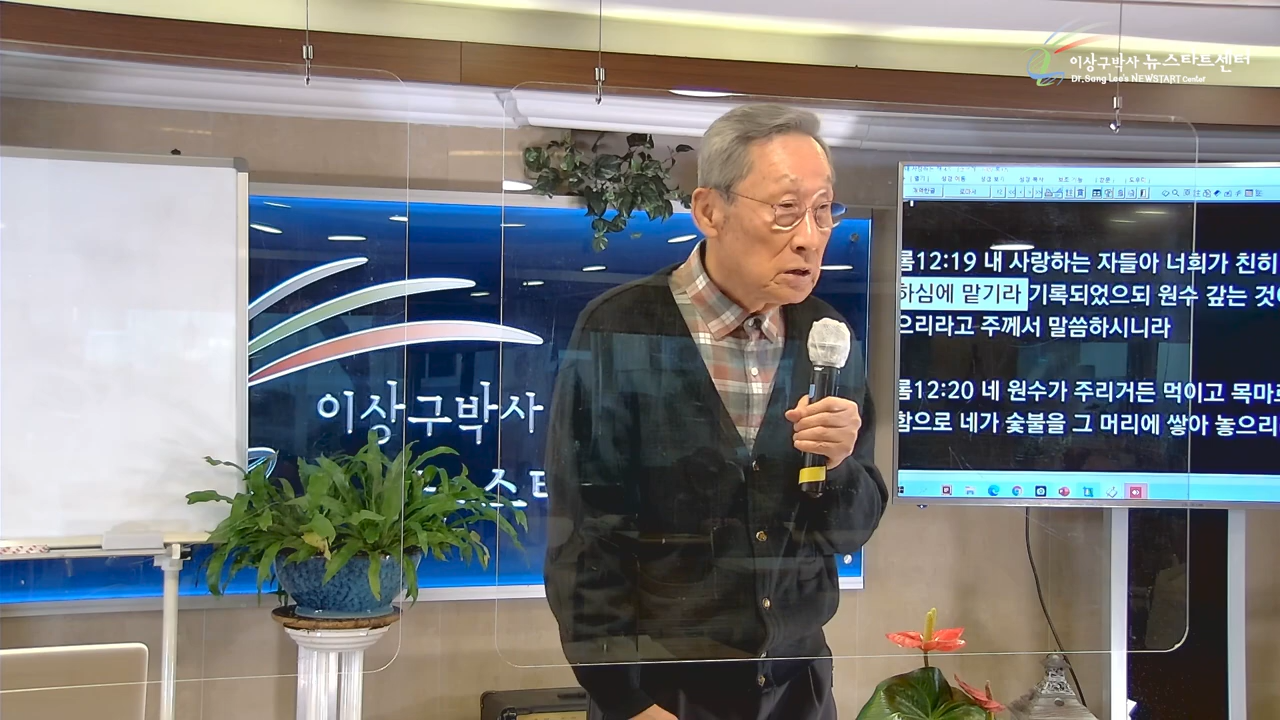 이상구박사 뉴스타트센터
Dr. Sang Lee's NEWSTART Center
롬12:19 내 사랑하는 자들아 너희가 친히
하심에 맡기라 기록되었으되 원수 갚는 것이
으리라고 주께서 말씀하시니라
롬12:20 네 원수가 주리거든 먹이고 목마르
함으로 네가 숯불을 그 머리에 쌓아 놓으리
이상구박사
스타